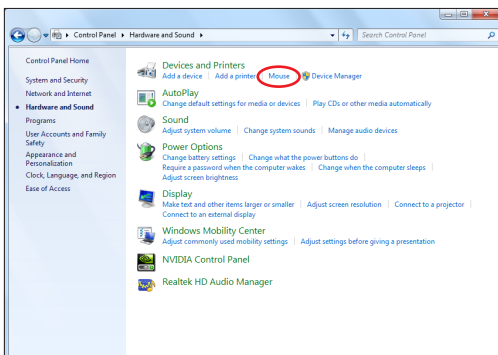 Control Panel ▸ Hardware and Sound ▸
Search Control Panel
Control Panel Home
System and Security
Network and Internet
Hardware and Sound
Programs
User Accounts and Family
Safety
Appearance and
Personalization
Clock, Language, and Region
Ease of Access
Devices and Printers
Add a device | Add a printer | Mouse | Device Manager
AutoPlay
Change default settings for media or devices | Play CDs or other media automatically
Sound
Adjust system volume | Change system sounds | Manage audio devices
Power Options
Change battery settings | Change what the power buttons do |
Require a password when the computer wakes | Change when the computer sleeps |
Adjust screen brightness
Display
Make text and other items larger or smaller | Adjust screen resolution | Connect to a projector |
Connect to an external display
Windows Mobility Center
Adjust commonly used mobility settings | Adjust settings before giving a presentation
NVIDIA Control Panel
Realtek HD Audio Manager